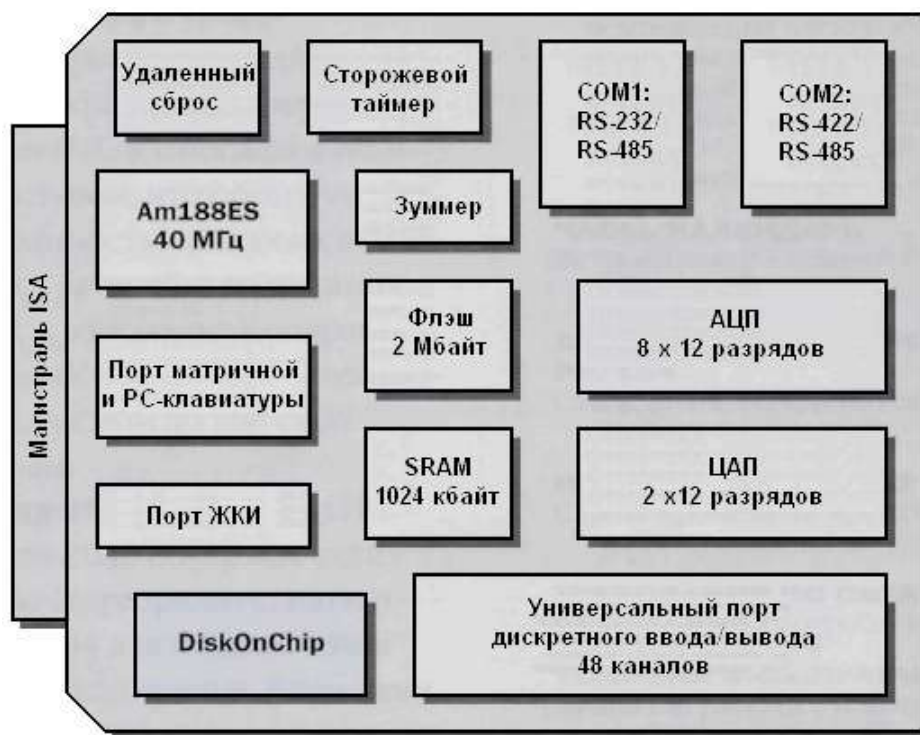 Удаленный
сброс
Сторожевой
таймер
COM1:
RS-232/
RS-485
COM2:
RS-422/
RS-485
Магистраль ISA
Am188ES
40 МГц
Зуммер
Флэш
2 Мбайт
АЦП
8 x 12 разрядов
Порт матричной
и PC-клавиатуры
SRAM
1024 кбайт
ЦАП
2 x12 разрядов
Порт ЖКИ
DiskOnChip
Универсальный порт
дискретного ввода/вывода
48 каналов